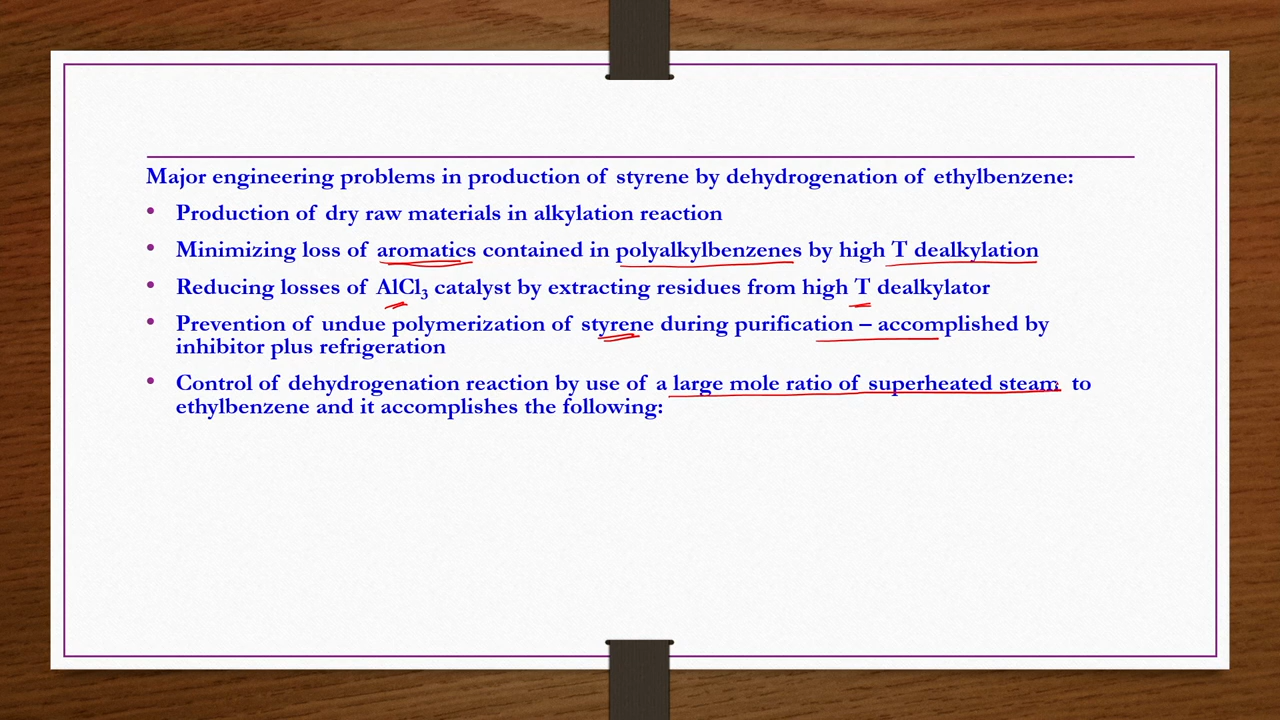 Major engineering problems in production of styrene by dehydrogenation of ethylbenzene:
• Production of dry raw materials in alkylation reaction
• Minimizing loss of aromatics contained in polyalkylbenzenes by high T dealkylation
• Reducing losses of AlCl₃ catalyst by extracting residues from high T dealkylator
• Prevention of undue polymerization of styrene during purification – accomplished by
inhibitor plus refrigeration
• Control of dehydrogenation reaction by use of a large mole ratio of superheated steam to
ethylbenzene and it accomplishes the following: